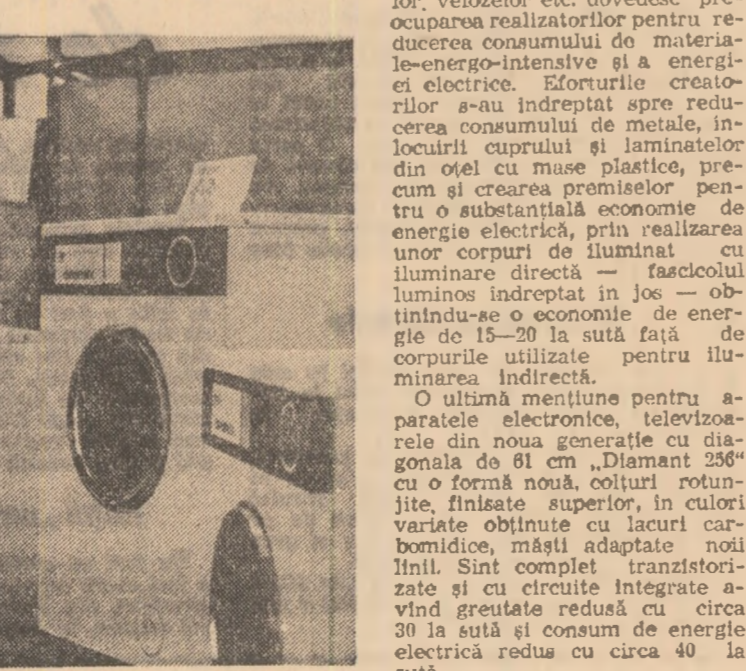 lor, velozelor etc. dovedesc pre-
ocuparea realizatorilor pentru re-
ducerea consumului de materia-
le-energo-intensive și a energi-
ei electrice. Eforturile creato-
rilor s-au îndreptat spre redu-
cerea consumului de metale, în-
locuirii cuprului și laminatelor
din oțel cu mase plastice, pre-
cum și crearea premiselor pen-
tru o substanțială economie de
energie electrică, prin realizarea
unor corpuri de iluminat cu
iluminare directă — fascicolul
luminos îndreptat în jos — ob-
ținindu-se o economie de ener-
gie de 15—20 la sută față de
corpurile utilizate pentru ilu-
minarea indirectă.
O ultimă mențiune pentru a-
paratele electronice, televizoa-
rele din noua generație cu dia-
gonala de 61 cm „Diamant 256“
cu o formă nouă, colțuri rotun-
jite, finisate superior, în culori
variate obținute cu lacuri car-
bomidice, măști adaptate noii
linii. Sint complet tranzistori-
zate și cu circuite integrate a-
vînd greutate redusă cu circa
30 la sută și consum de energie
electrică redus cu circa 40 la
sută